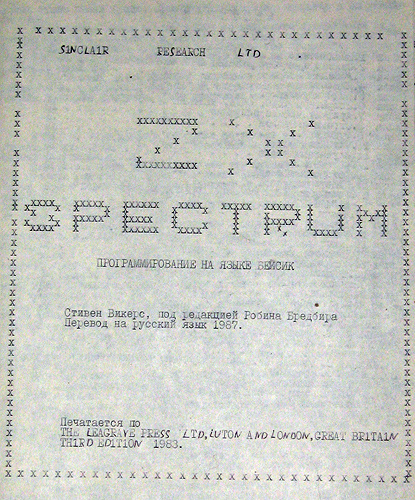 SINCLAIR RESEARCH LTD
ZX
SPECTRUM
ПРОГРАММИРОВАНИЕ НА ЯЗЫКЕ БЕЙСИК
Стивен Викерс, под редакцией Робина Бредбира
Перевод на русский язык 1987.
Печатается по
THE LEAGRAVE PRESS LTD, LUTON AND LONDON, GREAT BRITAIN
THIRD EDITION 1983.